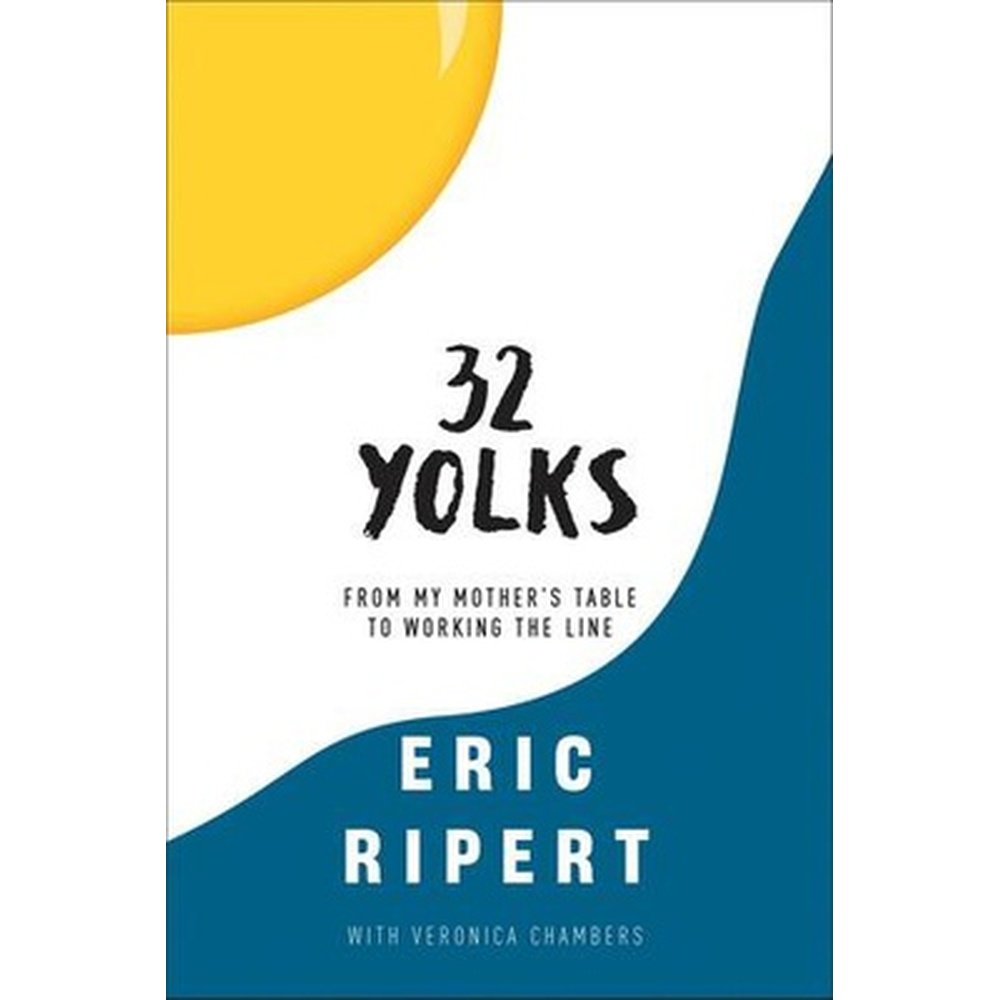 32
YOLKS
FROM MY MOTHER'S TABLE
TO WORKING THE LINE
ERIC
RIPERT
WITH VERONICA CHAMBERS